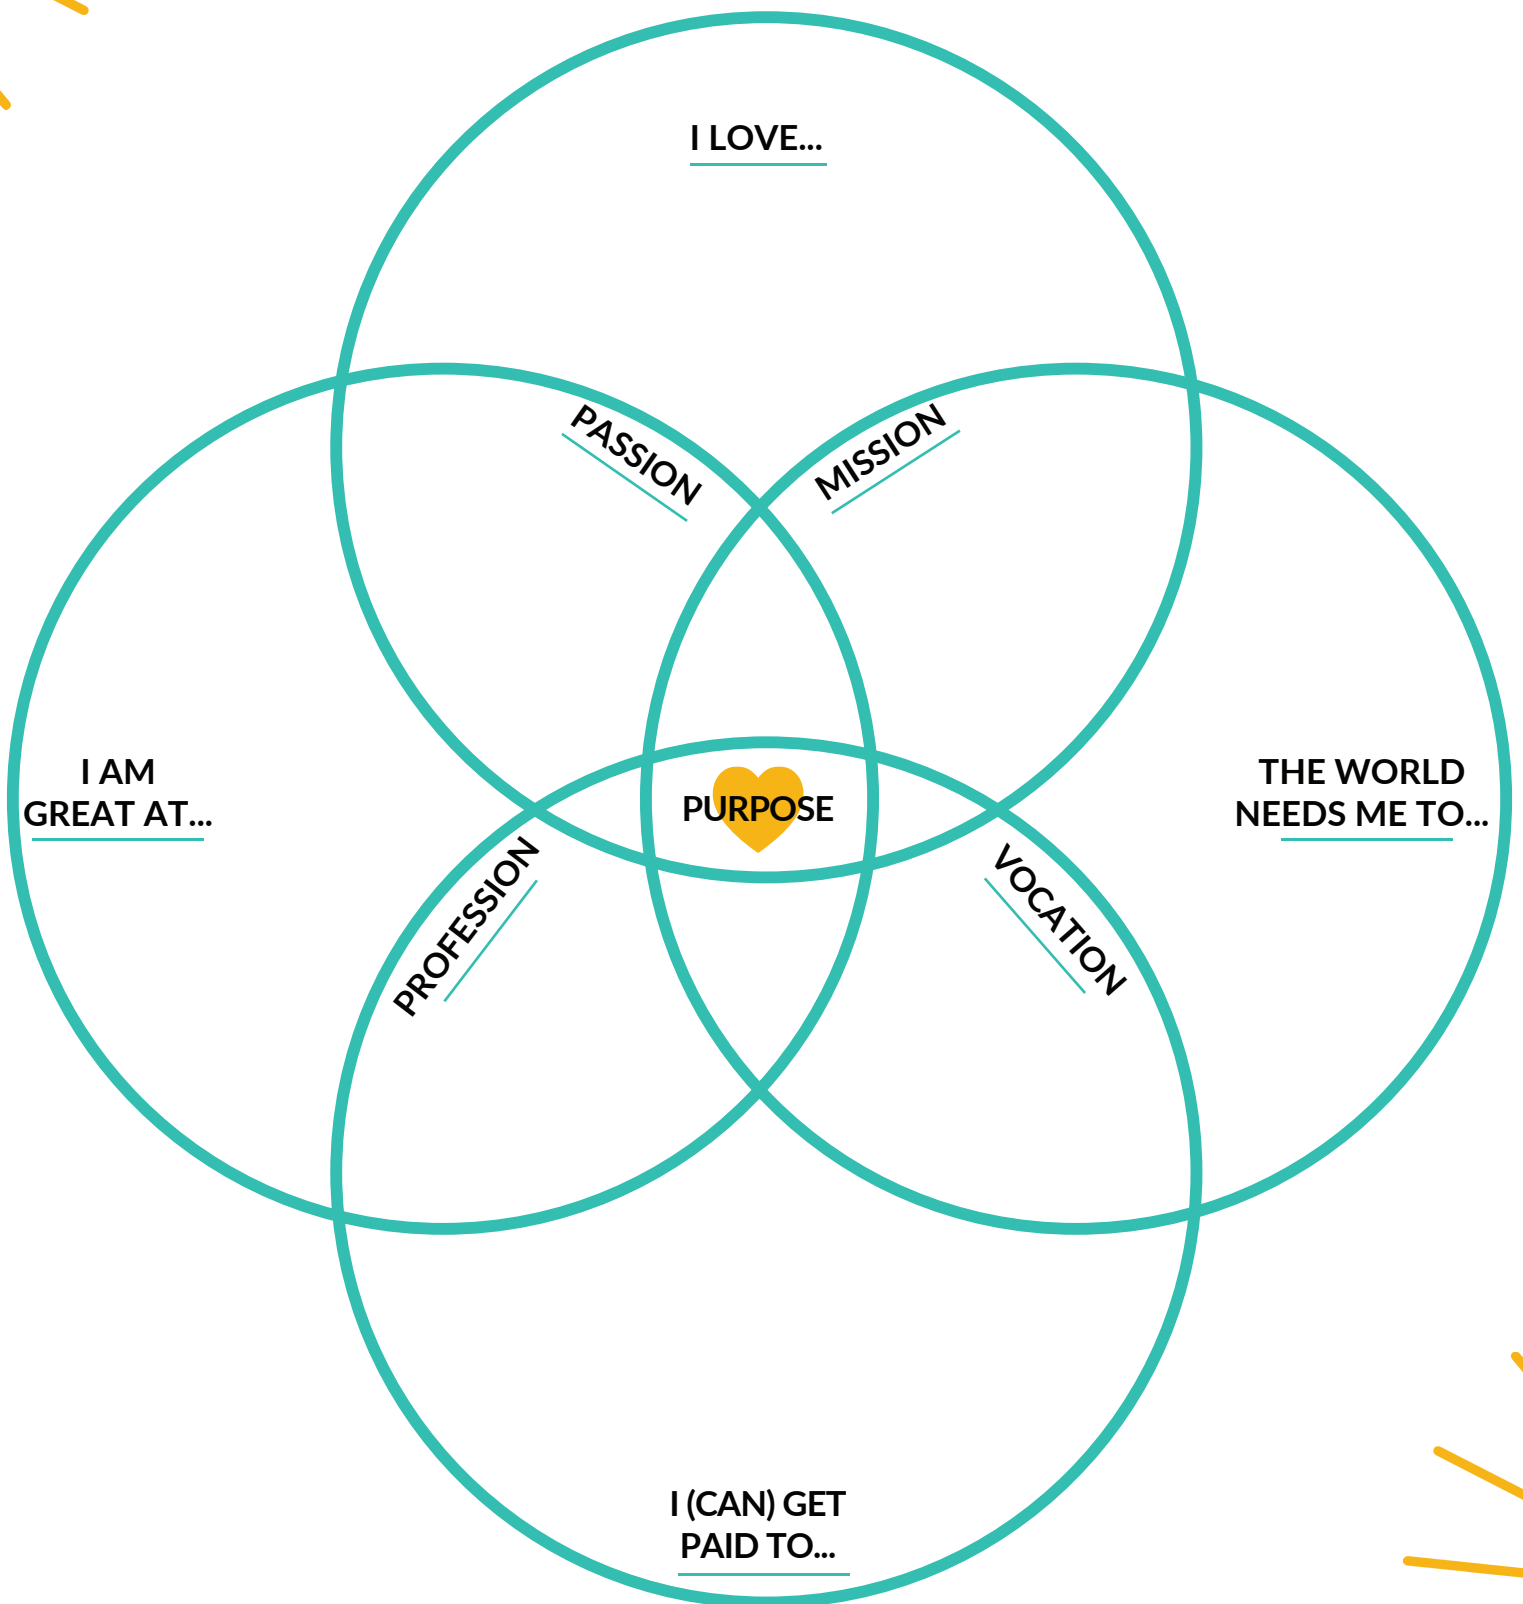 I LOVE...
PASSION
MISSION
I AM
GREAT AT...
PURPOSE
THE WORLD
NEEDS ME TO...
PROFESSION
VOCATION
I (CAN) GET
PAID TO...